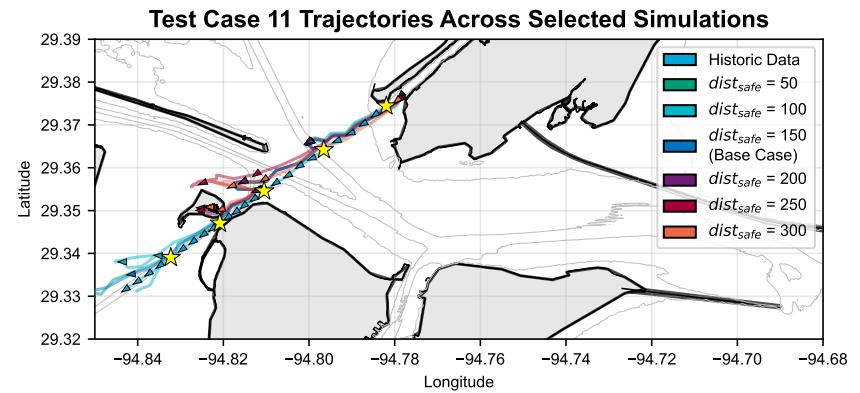 Test Case 11 Trajectories Across Selected Simulations
29.39
29.38
29.37
29.36
29.35
29.34
29.33
29.32
Latitude
Historic Data
dist_safe = 50
dist_safe = 100
dist_safe = 150
(Base Case)
dist_safe = 200
dist_safe = 250
dist_safe = 300
−94.84 −94.82 −94.80 −94.78 −94.76 −94.74 −94.72 −94.70 −94.68
Longitude